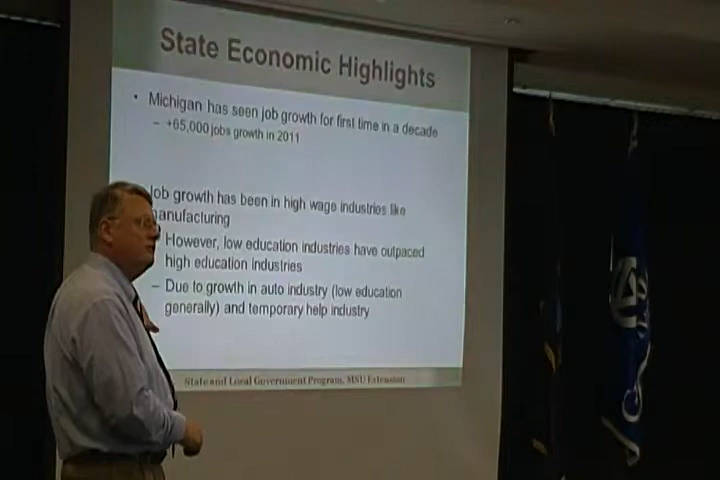 State Economic Highlights
• Michigan has seen job growth for first time in a decade
– +65,000 jobs growth in 2011
job growth has been in high wage industries like
manufacturing
However, low education industries have outpaced
high education industries
– Due to growth in auto industry (low education
generally) and temporary help industry
State and Local Government Program, MSU Extension